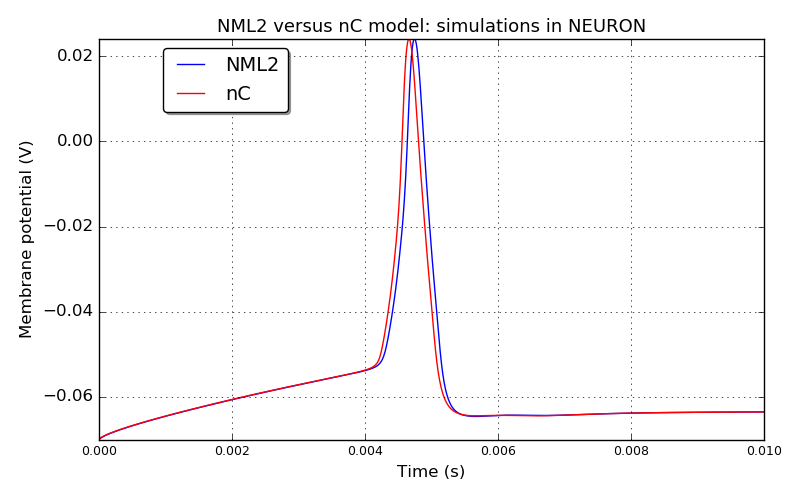 NML2 versus nC model: simulations in NEURON
NML2
nC
0.02
0.00
−0.02
−0.04
−0.06
Membrane potential (V)
0.000 0.002 0.004 0.006 0.008 0.010
Time (s)